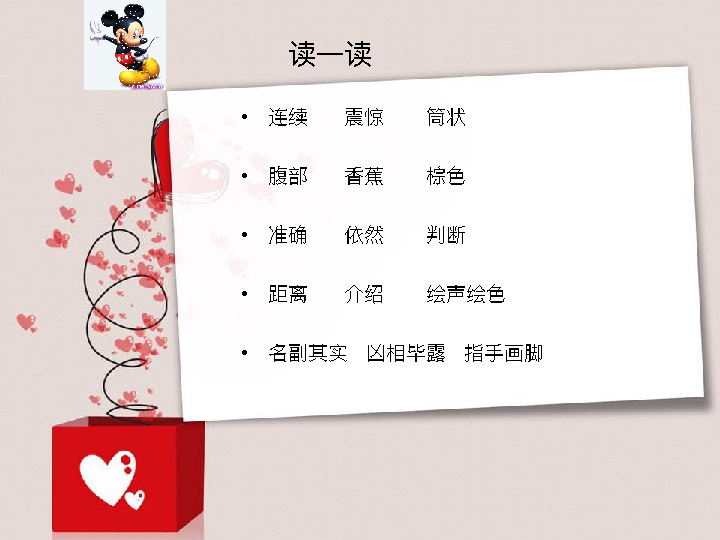 读一读
• 连续 震惊 筒状
• 腹部 香蕉 棕色
• 准确 依然 判断
• 距离 介绍 绘声绘色
• 名副其实 凶相毕露 指手画脚